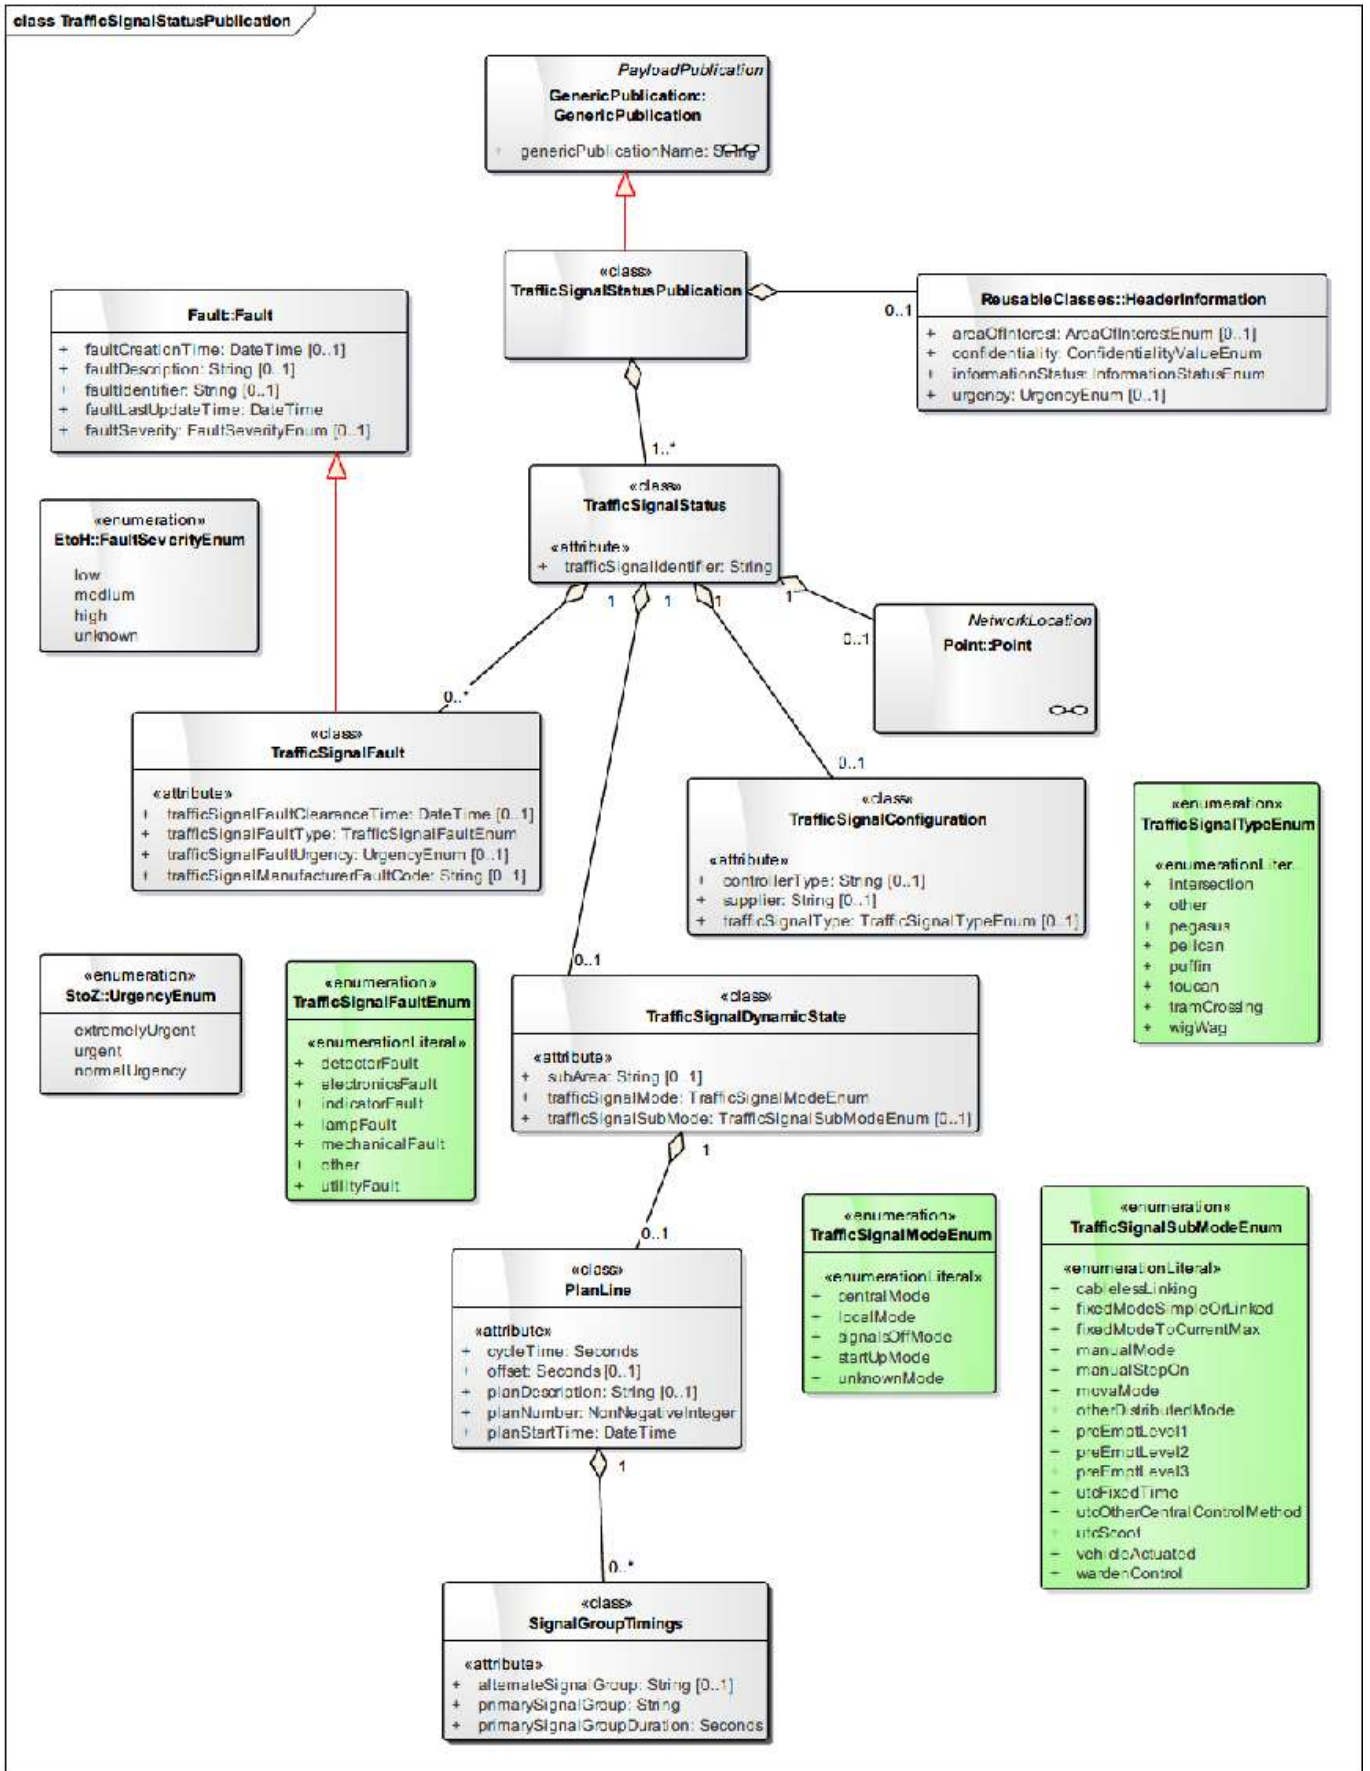 class TrafficSignalStatusPublication
PayloadPublication
GenericPublication::
GenericPublication
+ genericPublicationName: String
«class»
TrafficSignalStatusPublication
0..1
ReusableClasses::HeaderInformation
+ areaOfInterest: AreaOfInterestEnum [0..1]
+ confidentiality: ConfidentialityValueEnum
+ informationStatus: InformationStatusEnum
+ urgency: UrgencyEnum [0..1]
Fault::Fault
+ faultCreationTime: DateTime [0..1]
+ faultDescription: String [0..1]
+ faultIdentifier: String [0..1]
+ faultLastUpdateTime: DateTime
+ faultSeverity: FaultSeverityEnum [0..1]
1..*
«class»
TrafficSignalStatus
«attribute»
+ trafficSignalIdentifier: String
«enumeration»
EtoH::FaultSeverityEnum
low
medium
high
unknown
1
1
1
1
0..1
NetworkLocation
Point::Point
0..*
«class»
TrafficSignalFault
«attribute»
+ trafficSignalFaultClearanceTime: DateTime [0..1]
+ trafficSignalFaultType: TrafficSignalFaultEnum
+ trafficSignalFaultUrgency: UrgencyEnum [0..1]
+ trafficSignalManufacturerFaultCode: String [0..1]
0..1
«class»
TrafficSignalConfiguration
«attribute»
+ controllerType: String [0..1]
+ supplier: String [0..1]
+ trafficSignalType: TrafficSignalTypeEnum [0..1]
«enumeration»
TrafficSignalTypeEnum
«enumerationLiter...
+ intersection
+ other
+ pegasus
+ pelican
+ puffin
+ toucan
+ tramCrossing
+ wigWag
«enumeration»
StoZ::UrgencyEnum
extremelyUrgent
urgent
normalUrgency
«enumeration»
TrafficSignalFaultEnum
«enumerationLiteral»
+ detectorFault
+ electronicsFault
+ indicatorFault
+ lampFault
+ mechanicalFault
+ other
+ utilityFault
0..1
«class»
TrafficSignalDynamicState
«attribute»
+ subArea: String [0..1]
+ trafficSignalMode: TrafficSignalModeEnum
+ trafficSignalSubMode: TrafficSignalSubModeEnum [0..1]
1
0..1
«class»
PlanLine
«attribute»
+ cycleTime: Seconds
+ offset: Seconds [0..1]
+ planDescription: String [0..1]
+ planNumber: NonNegativeInteger
+ planStartTime: DateTime
«enumeration»
TrafficSignalModeEnum
«enumerationLiteral»
+ centralMode
+ localMode
+ signalsOffMode
+ startUpMode
+ unknownMode
«enumeration»
TrafficSignalSubModeEnum
«enumerationLiteral»
+ cablelessLinking
+ fixedModeSimpleOrLinked
+ fixedModeToCurrentMax
+ manualMode
+ manualStepOn
+ movaMode
+ otherDistributedMode
+ preEmptLevel1
+ preEmptLevel2
+ preEmptLevel3
+ utcFixedTime
+ utcOtherCentralControlMethod
+ utcScoot
+ vehicleActuated
+ wardenControl
1
0..*
«class»
SignalGroupTimings
«attribute»
+ alternateSignalGroup: String [0..1]
+ primarySignalGroup: String
+ primarySignalGroupDuration: Seconds